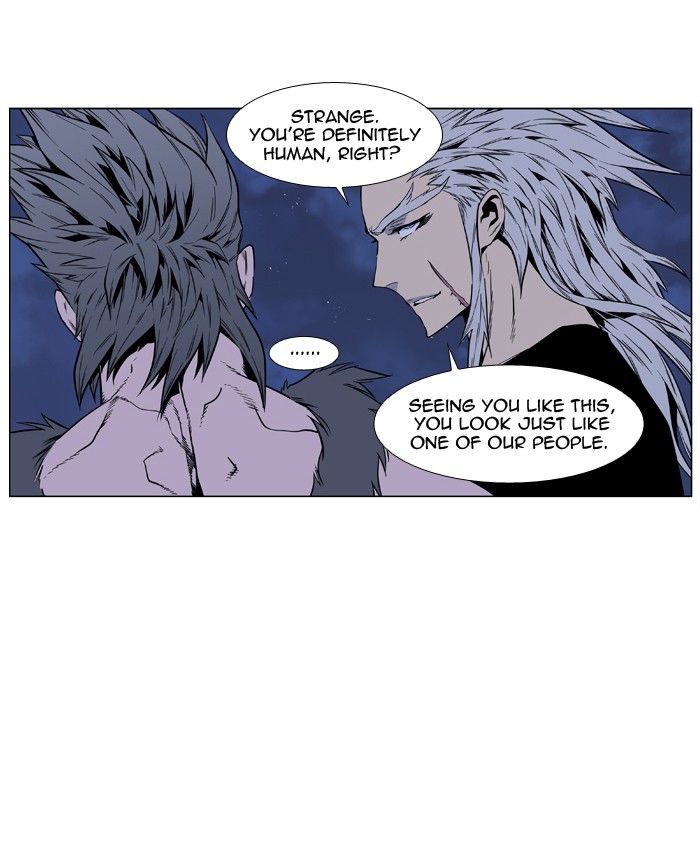 STRANGE.
YOU'RE DEFINITELY
HUMAN, RIGHT?
......
SEEING YOU LIKE THIS,
YOU LOOK JUST LIKE
ONE OF OUR PEOPLE.